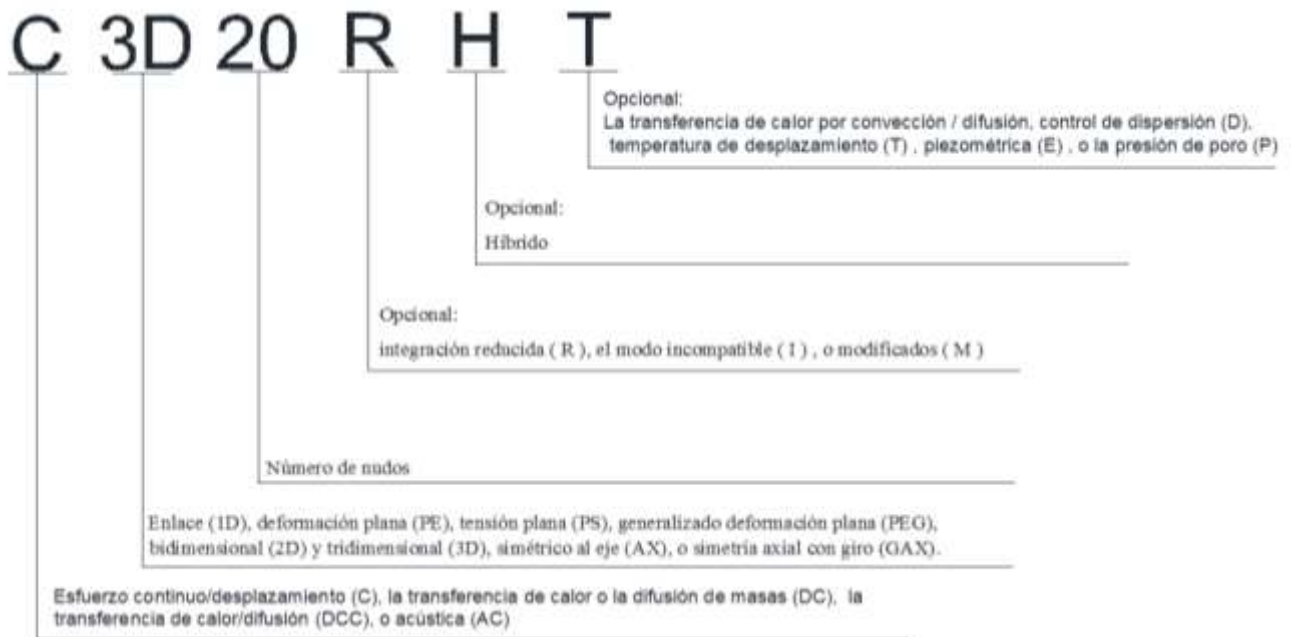 C 3D 20 R H T
Opcional:
La transferencia de calor por convección / difusión, control de dispersión (D),
temperatura de desplazamiento (T) , piezométrica (E) , o la presión de poro (P)
Opcional:
Híbrido
Opcional:
integración reducida ( R ), el modo incompatible ( I ) , o modificados ( M )
Número de nudos
Enlace (1D), deformación plana (PE), tensión plana (PS), generalizado deformación plana (PEG),
bidimensional (2D) y tridimensional (3D), simétrico al eje (AX), o simetría axial con giro (GAX).
Esfuerzo continuo/desplazamiento (C), la transferencia de calor o la difusión de masas (DC), la
transferencia de calor/difusión (DCC), o acústica (AC)